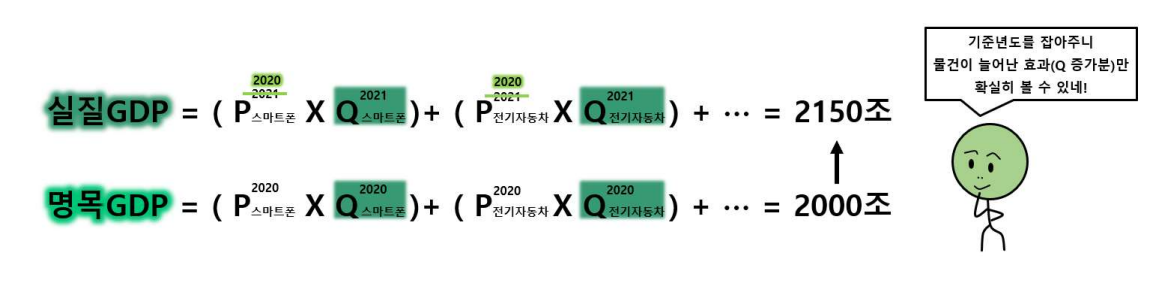 기준년도를 잡아주니
물건이 늘어난 효과(Q 증가분)만
확실히 볼 수 있네!
2020 2020
실질GDP = ( P 2021 스마트폰 X Q 2021 스마트폰 ) + ( P 2021 전기자동차 X Q 2021 전기자동차 ) + ··· = 2150조
명목GDP = ( P 2020 스마트폰 X Q 2020 스마트폰 ) + ( P 2020 전기자동차 X Q 2020 전기자동차 ) + ··· = 2000조